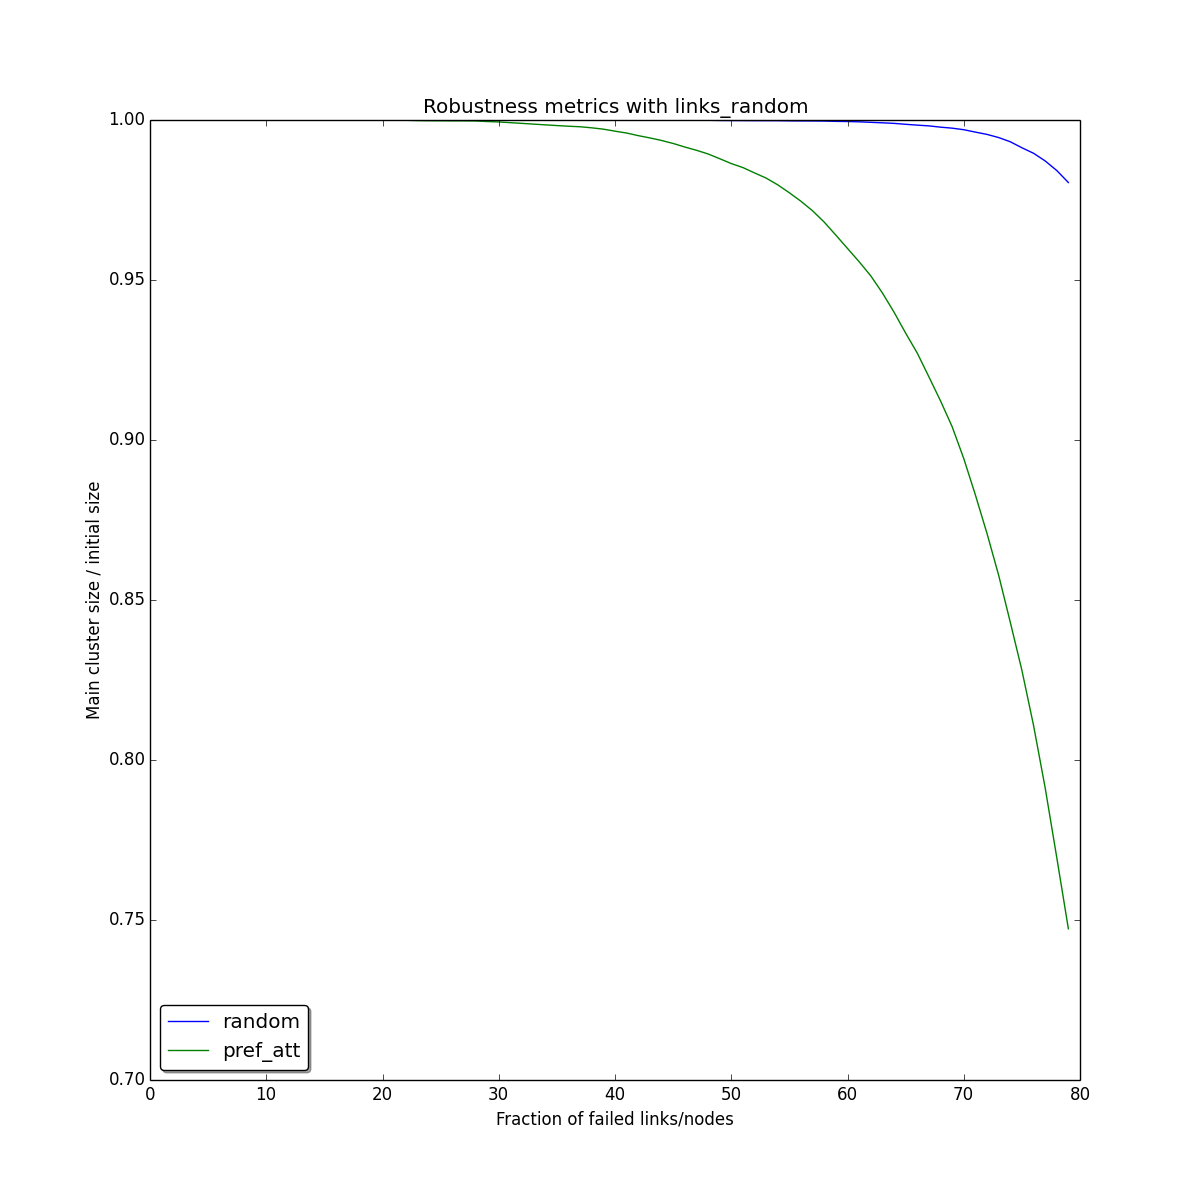 Robustness metrics with links_random
1.00
0.95
0.90
0.85
0.80
0.75
0.70
Main cluster size / initial size
random
pref_att
0 10 20 30 40 50 60 70 80
Fraction of failed links/nodes